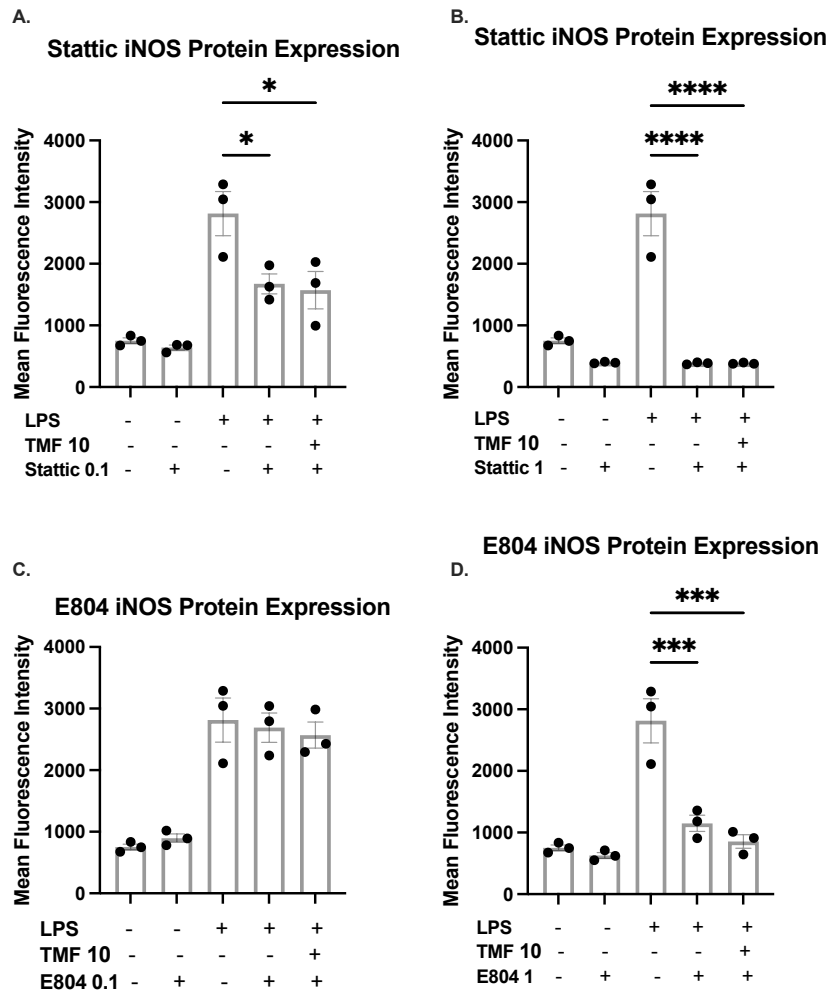 A.
Stattic iNOS Protein Expression
*
*
Mean Fluorescence Intensity
4000
3000
2000
1000
0
LPS - - + + +
TMF 10 - - - - +
Stattic 0.1 - + - + +
B.
Stattic iNOS Protein Expression
****
****
Mean Fluorescence Intensity
4000
3000
2000
1000
0
LPS - - + + +
TMF 10 - - - - +
Stattic 1 - + - + +
C.
E804 iNOS Protein Expression
Mean Fluorescence Intensity
4000
3000
2000
1000
0
LPS - - + + +
TMF 10 - - - - +
E804 0.1 - + - + +
D.
E804 iNOS Protein Expression
***
***
Mean Fluorescence Intensity
4000
3000
2000
1000
0
LPS - - + + +
TMF 10 - - - - +
E804 1 - + - + +